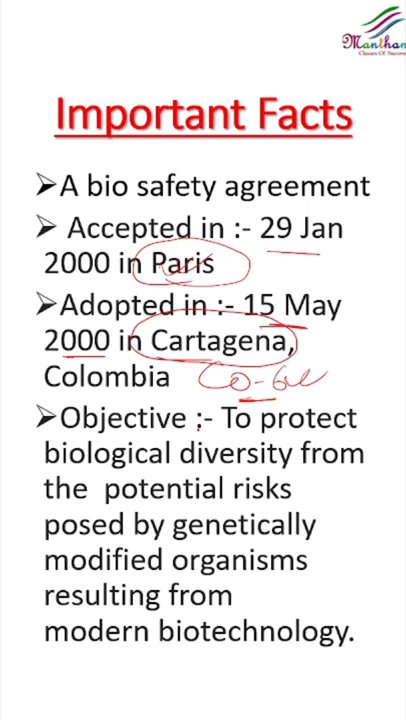 Manthan
Classes Of Success
Important Facts
➢A bio safety agreement
➢ Accepted in :- 29 Jan
2000 in Paris
➢Adopted in :- 15 May
2000 in Cartagena,
Colombia
➢Objective :- To protect
biological diversity from
the potential risks
posed by genetically
modified organisms
resulting from
modern biotechnology.